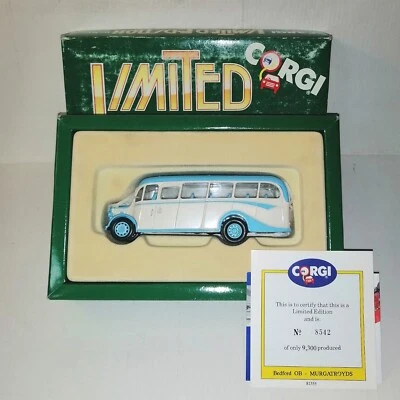 LIMITED
CORGI
CORGI
This is to certify that this is a
Limited Edition
and is
No 8542
of only 9,300 produced
Bedford OB - MURGATROYDS